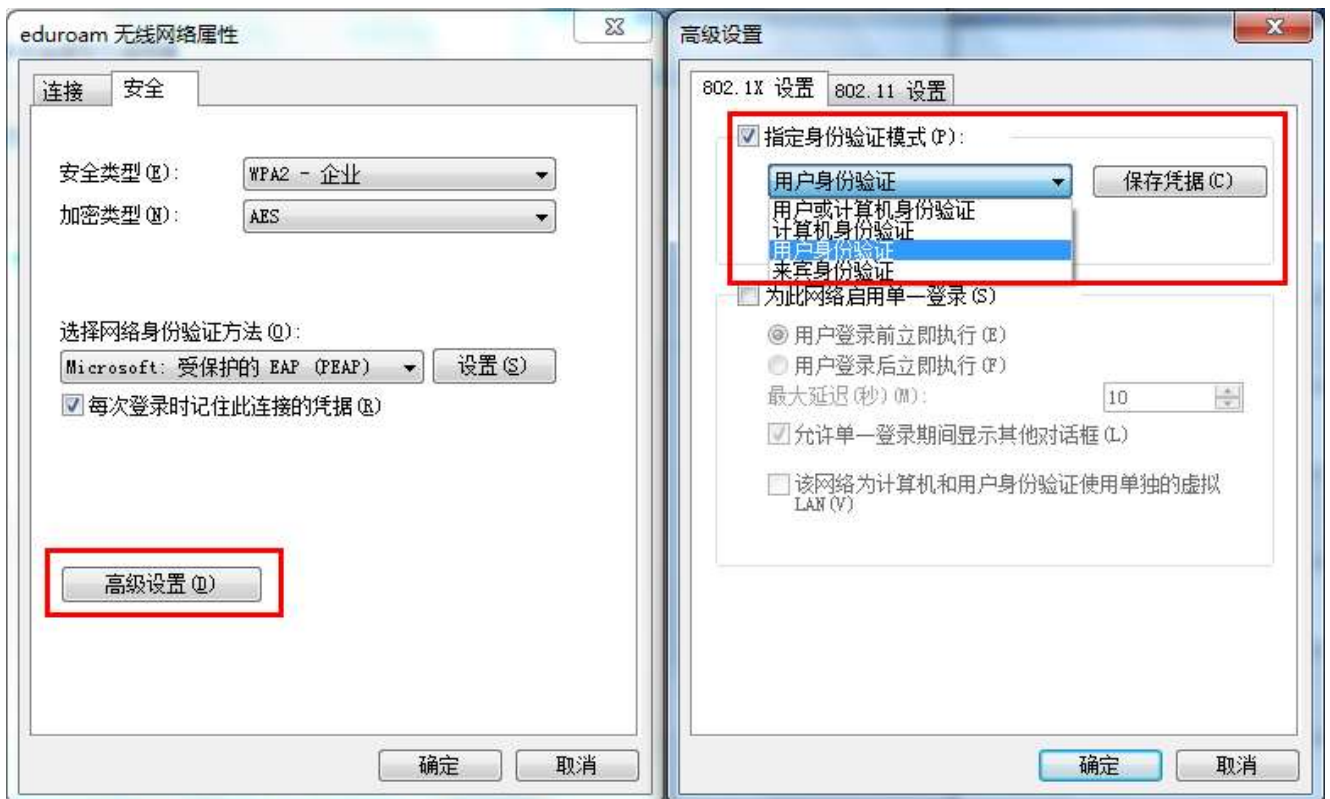 eduroam 无线网络属性
连接 安全
安全类型(E):
WPA2 - 企业
加密类型(N):
AES
选择网络身份验证方法(O):
Microsoft: 受保护的 EAP (PEAP)
设置(S)
每次登录时记住此连接的凭据(R)
高级设置(D)
确定 取消
高级设置
802.1X 设置 802.11 设置
指定身份验证模式(P):
用户身份验证
保存凭据(C)
用户或计算机身份验证
计算机身份验证
用户身份验证
来宾身份验证
为此网络启用单一登录(S)
用户登录前立即执行(E)
用户登录后立即执行(F)
最大延迟(秒)(M):
10
允许单一登录期间显示其他对话框(L)
该网络为计算机和用户身份验证使用单独的虚拟
LAN(V)
确定 取消